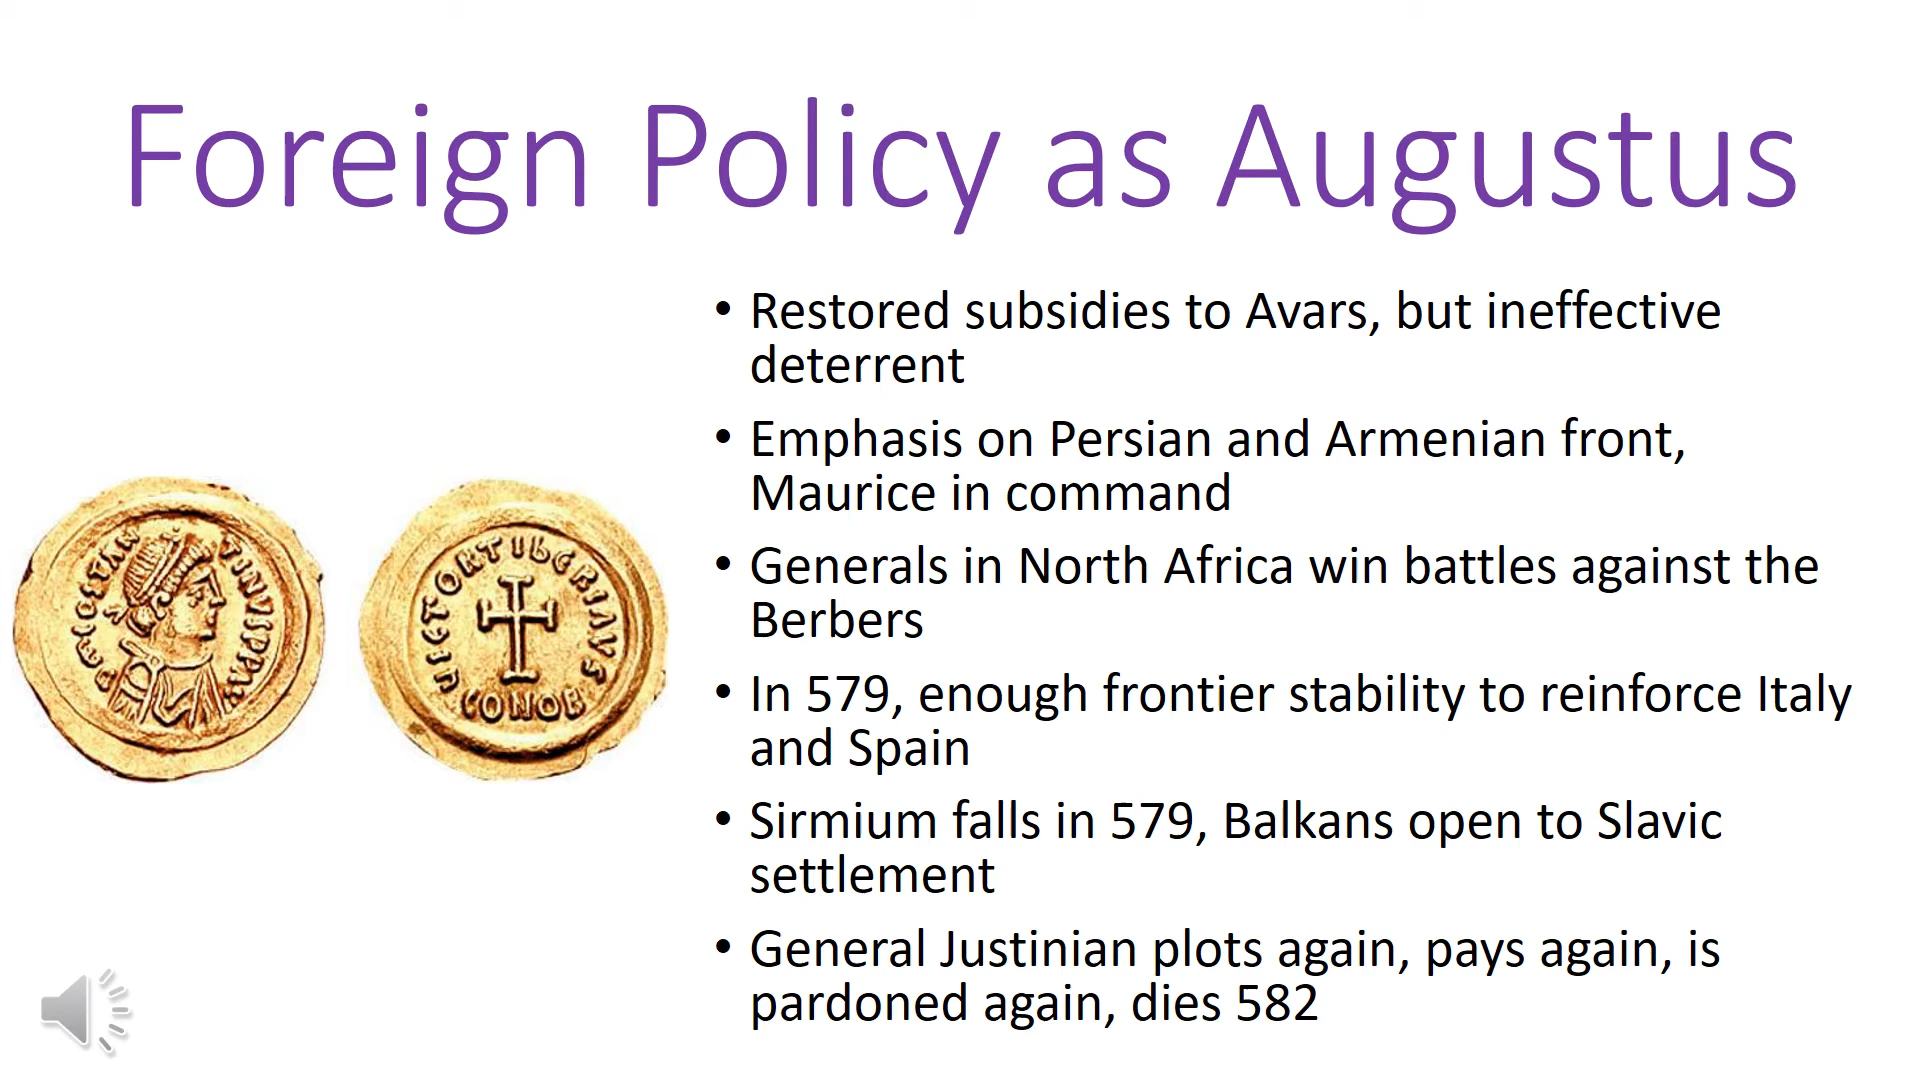 Foreign Policy as Augustus
• Restored subsidies to Avars, but ineffective
deterrent
• Emphasis on Persian and Armenian front,
Maurice in command
• Generals in North Africa win battles against the
Berbers
• In 579, enough frontier stability to reinforce Italy
and Spain
• Sirmium falls in 579, Balkans open to Slavic
settlement
• General Justinian plots again, pays again, is
pardoned again, dies 582
VICTORTIbERIAVS
CONOB